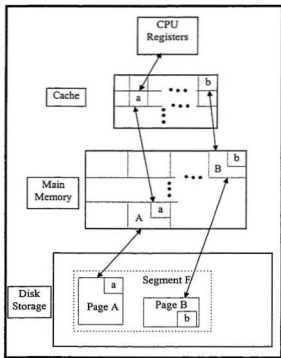 CPU
Registers
Cache
b
a
Main
Memory
b
B
a
A
Disk
Storage
Segment F
a
Page A
Page B
b